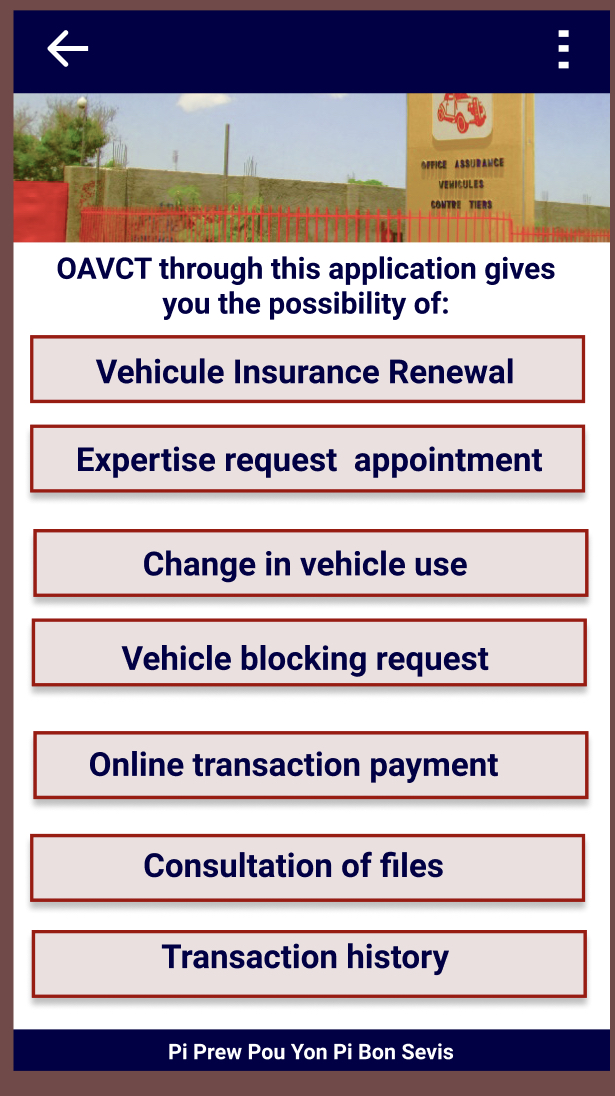 OFFICE ASSURANCE
VEHICULES
CONTRE TIERS
OAVCT through this application gives
you the possibility of:
Vehicule Insurance Renewal
Expertise request  appointment
Change in vehicle use
Vehicle blocking request
Online transaction payment
Consultation of files
Transaction history
Pi Prew Pou Yon Pi Bon Sevis